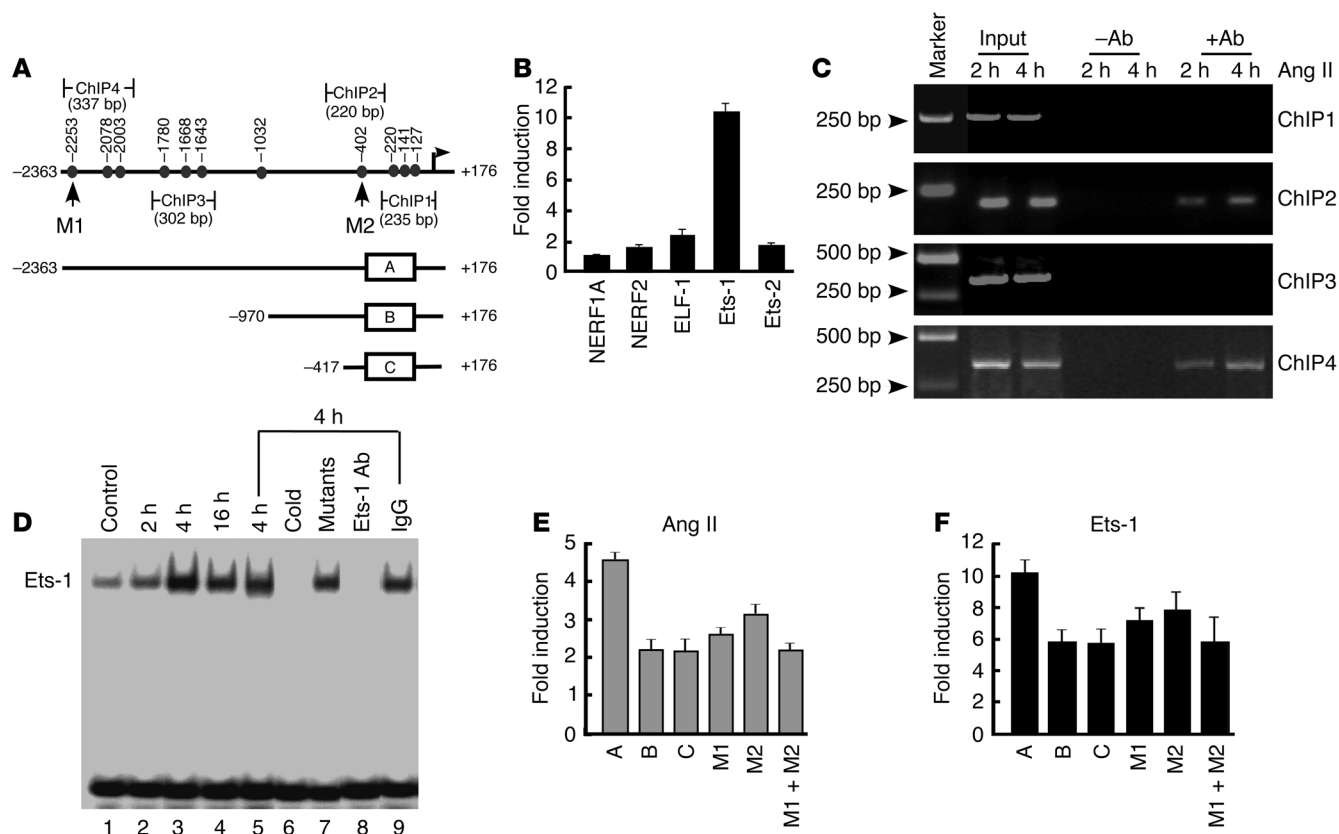 A
ChIP4
(337 bp)
ChIP2
(220 bp)
–2253
–2078
–2003
–1780
–1668
–1643
–1032
–402
–220
–141
–127
–2363
+176
M1
ChIP3
(302 bp)
M2
ChIP1
(235 bp)
–2363
A
+176
–970
B
+176
–417
C
+176
B
Fold induction
12
10
8
6
4
2
0
NERF1A
NERF2
ELF-1
Ets-1
Ets-2
C
Marker
Input
–Ab
+Ab
2 h 4 h 2 h 4 h 2 h 4 h Ang II
250 bp
ChIP1
250 bp
ChIP2
500 bp
250 bp
ChIP3
500 bp
250 bp
ChIP4
D
4 h
Control
2 h
4 h
16 h
4 h
Cold
Mutants
Ets-1 Ab
IgG
Ets-1
1 2 3 4 5 6 7 8 9
E
Ang II
Fold induction
5
4
3
2
1
0
A
B
C
M1
M2
M1 + M2
F
Ets-1
Fold induction
12
10
8
6
4
2
0
A
B
C
M1
M2
M1 + M2